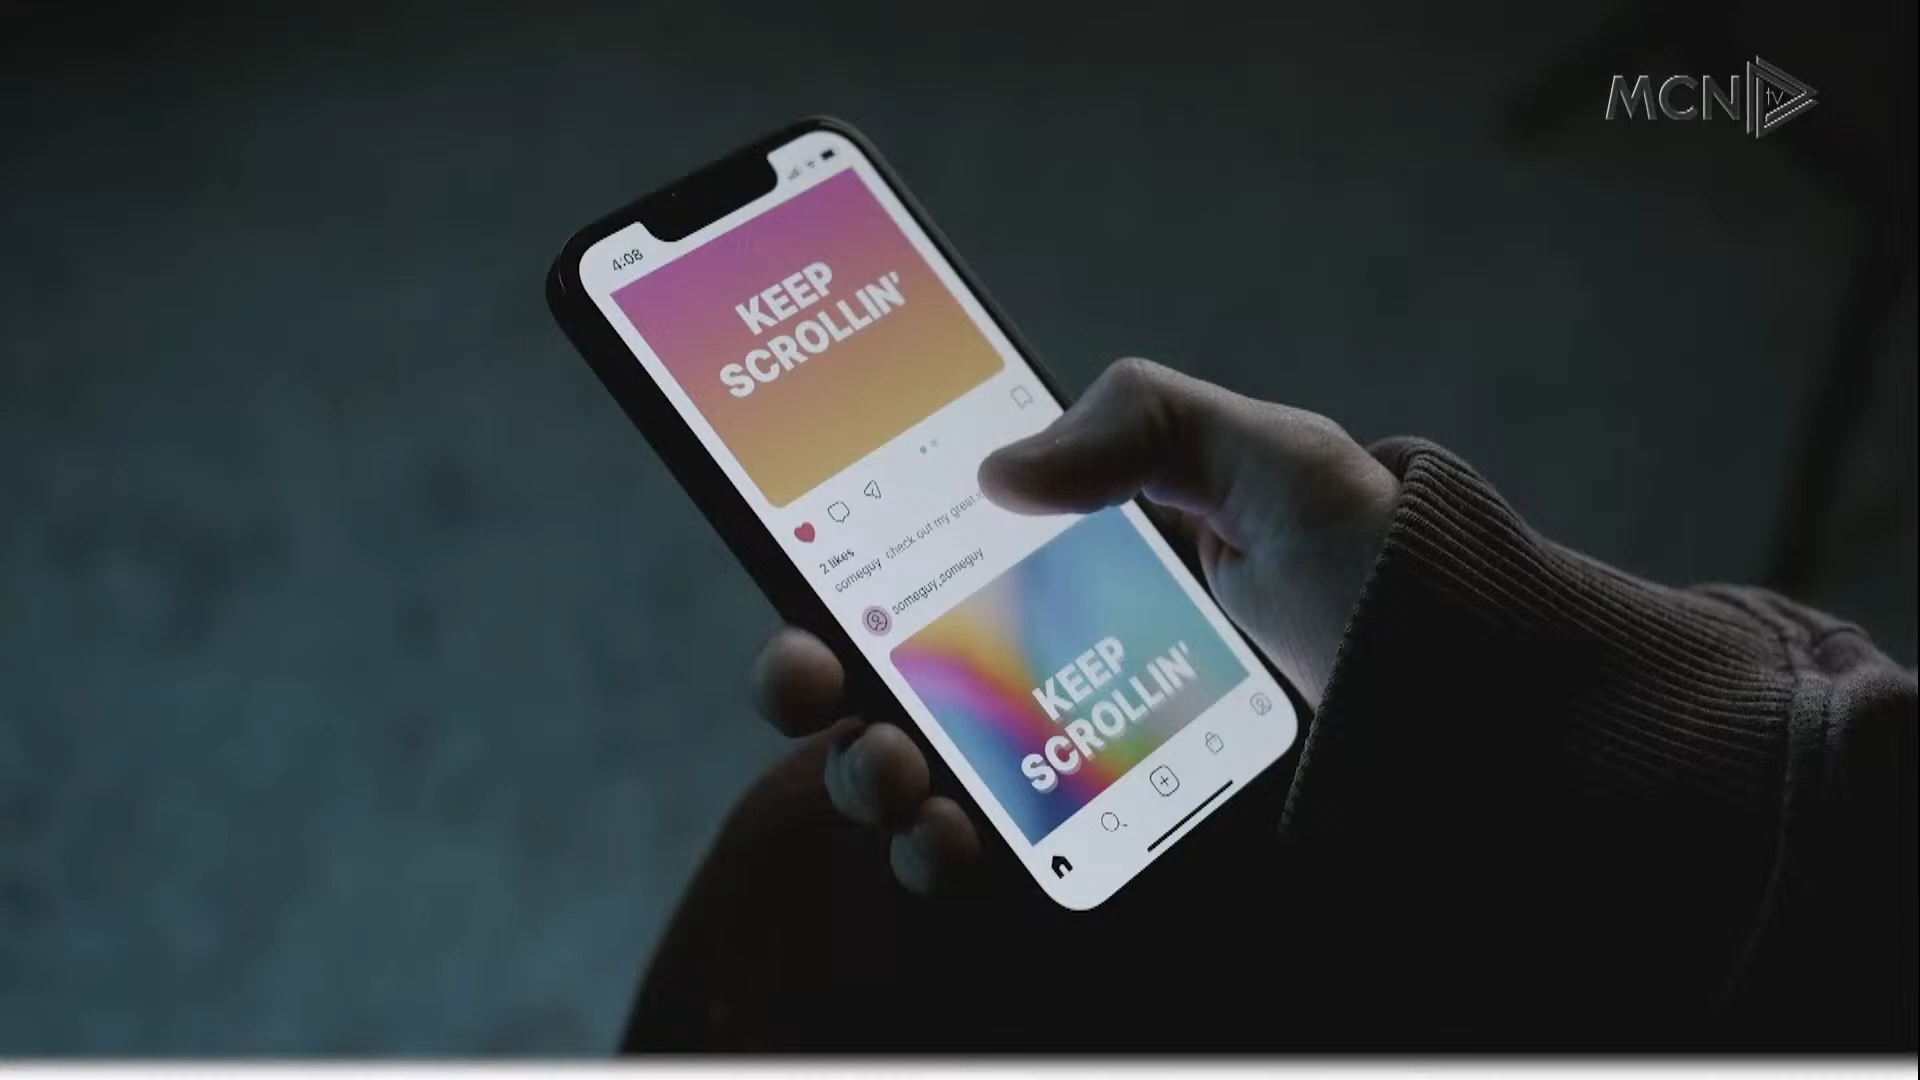 MCN tv
4:08
KEEP
SCROLLIN'
2 likes
someguy check out my great
someguy_someguy
KEEP
SCROLLIN'